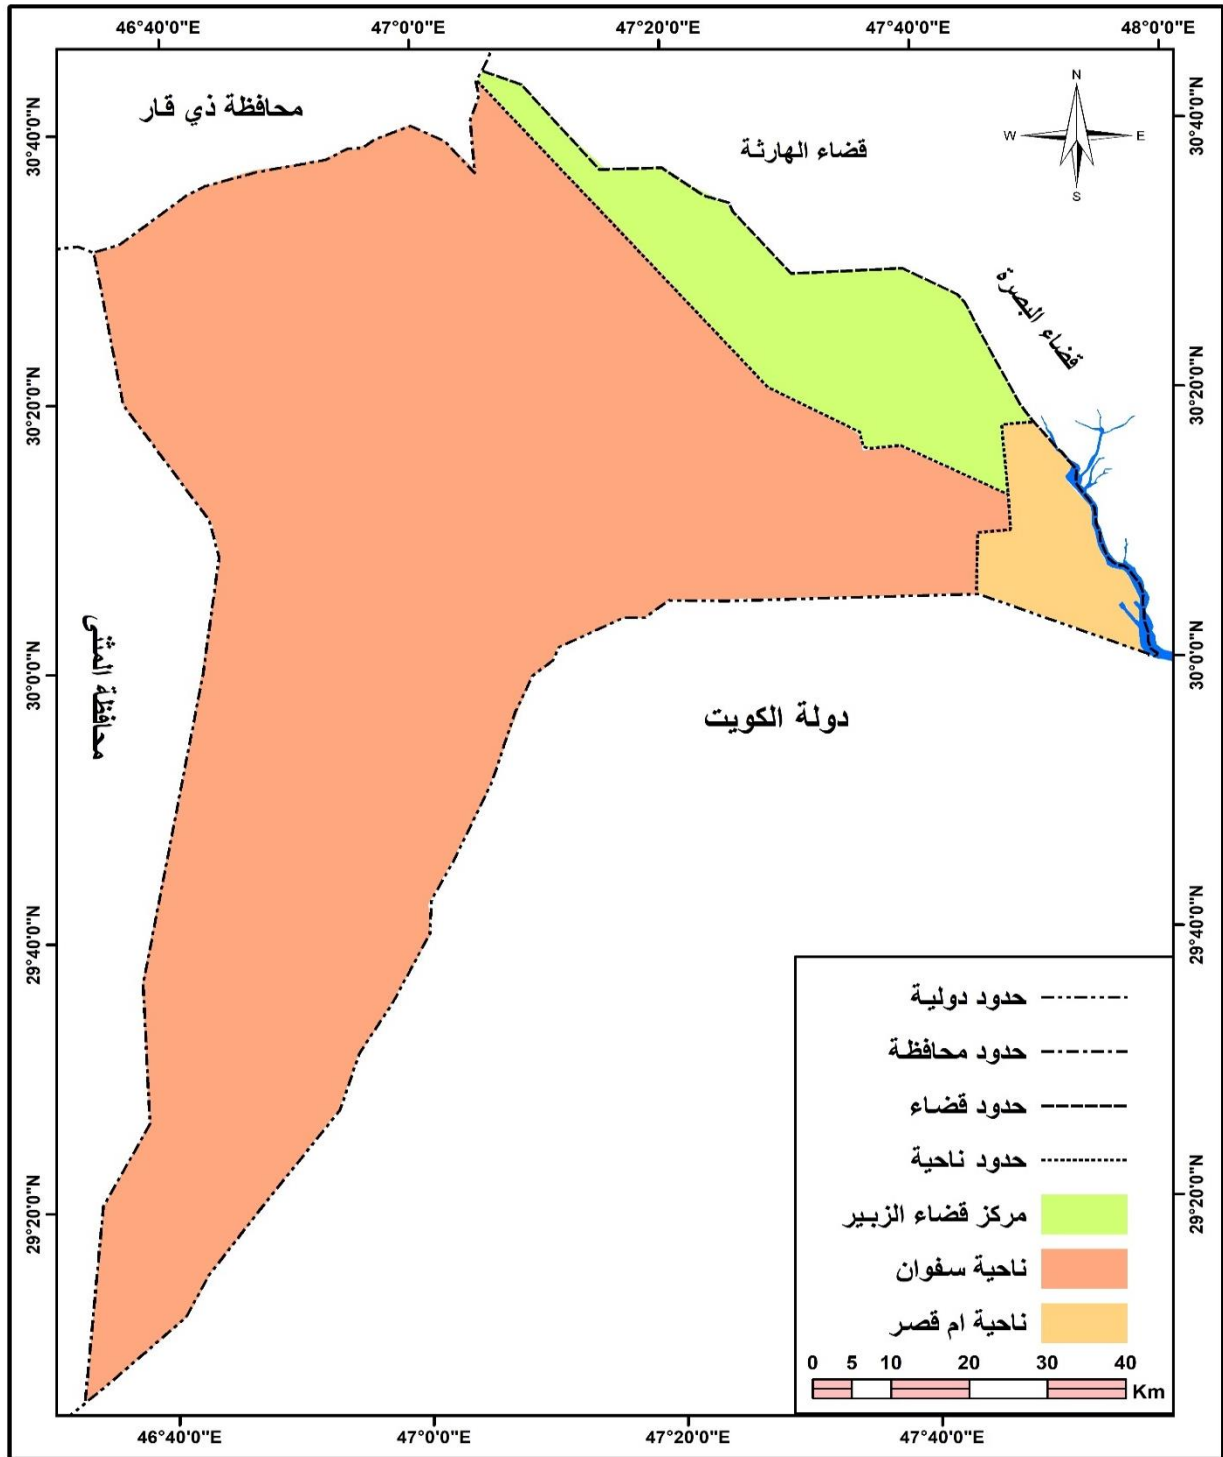 46°40'0"E 47°0'0"E 47°20'0"E 47°40'0"E 48°0'0"E
محافظة ذي قار
قضاء الهارثة
N
W E
S
قضاء البصرة
محافظة المثنى
دولة الكويت
30°40'0"N
30°20'0"N
30°0'0"N
29°40'0"N
29°20'0"N
30°40'0"N
30°20'0"N
30°0'0"N
29°40'0"N
29°20'0"N
حدود دولية
حدود محافظة
حدود قضاء
حدود ناحية
مركز قضاء الزبير
ناحية سفوان
ناحية ام قصر
0 5 10 20 30 40
Km
46°40'0"E 47°0'0"E 47°20'0"E 47°40'0"E